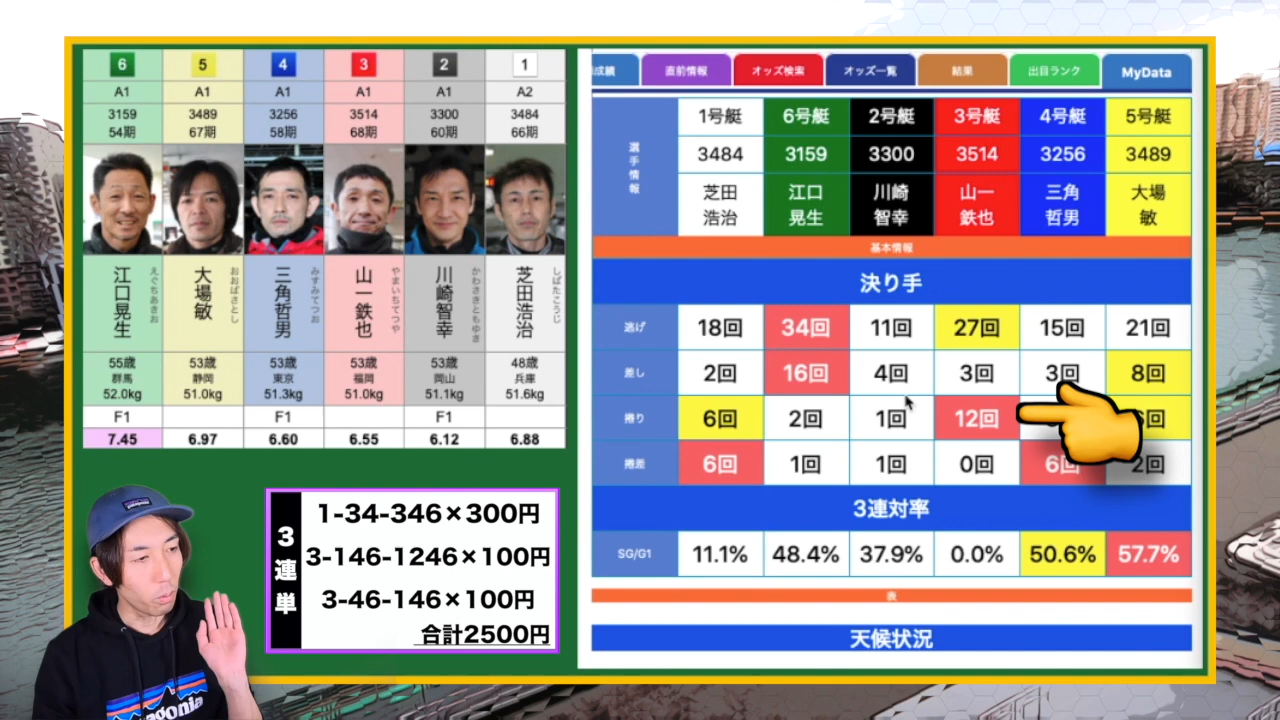 6 5 4 3 2 1
A1 A1 A1 A1 A1 A2
3159 3489 3256 3514 3300 3484
54期 67期 58期 68期 60期 66期
江口晃生 えぐちあきお
大場敏 おおばさとし
三角哲男 みすみてつお
山一鉄也 やまいちてつや
川崎智幸 かわさきともゆき
芝田浩治 しばたこうじ
55歳 53歳 53歳 53歳 53歳 48歳
群馬 静岡 東京 福岡 岡山 兵庫
52.0kg 51.0kg 51.3kg 51.0kg 51.1kg 51.6kg
F1 F1 F1
7.45 6.97 6.60 6.55 6.12 6.88
3連単
1-34-346×300円
3-146-1246×100円
3-46-146×100円
合計2500円
成績 直前情報 オッズ検索 オッズ一覧 結果 出目ランク MyData
選手情報
1号艇 6号艇 2号艇 3号艇 4号艇 5号艇
3484 3159 3300 3514 3256 3489
芝田 江口 川崎 山一 三角 大場
浩治 晃生 智幸 鉄也 哲男 敏
基本情報
決り手
逃げ 18回 34回 11回 27回 15回 21回
差し 2回 16回 4回 3回 3回 8回
捲り 6回 2回 1回 12回 回
捲差 6回 1回 1回 0回 6回 2回
3連対率
SG/G1 11.1% 48.4% 37.9% 0.0% 50.6% 57.7%
表
天候状況
patagonia